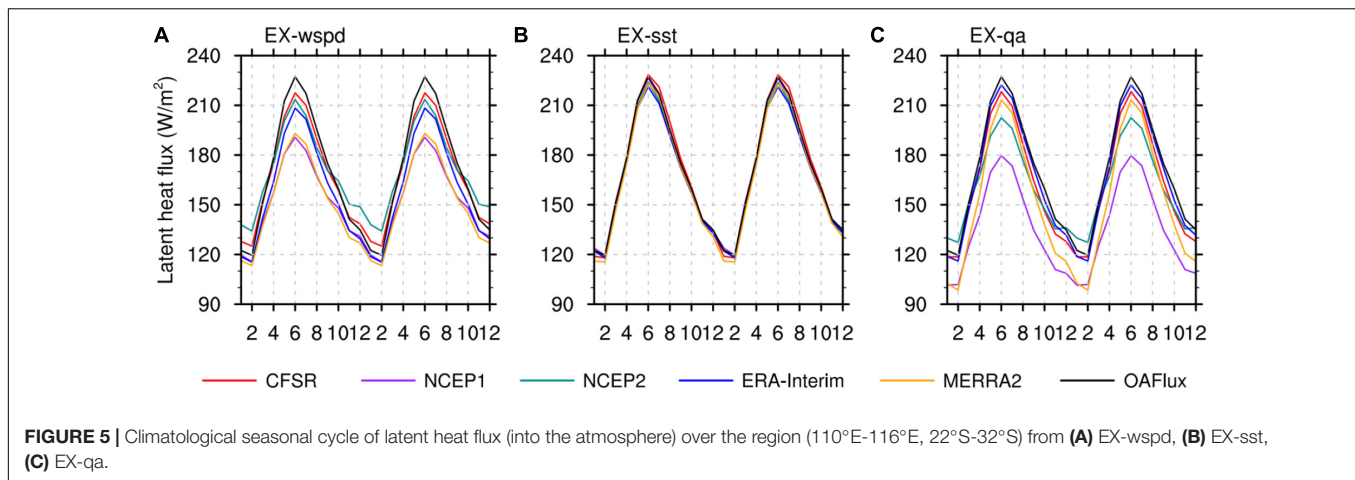 A EX-wspd B EX-sst C EX-qa
Latent heat flux (W/m²)
240 240 240
210 210 210
180 180 180
150 150 150
120 120 120
90 90 90
2 4 6 8 1012 2 4 6 8 1012 2 4 6 8 1012 2 4 6 8 1012 2 4 6 8 1012 2 4 6 8 1012
CFSR NCEP1 NCEP2 ERA-Interim MERRA2 OAFlux
FIGURE 5 | Climatological seasonal cycle of latent heat flux (into the atmosphere) over the region (110°E-116°E, 22°S-32°S) from (A) EX-wspd, (B) EX-sst,
(C) EX-qa.